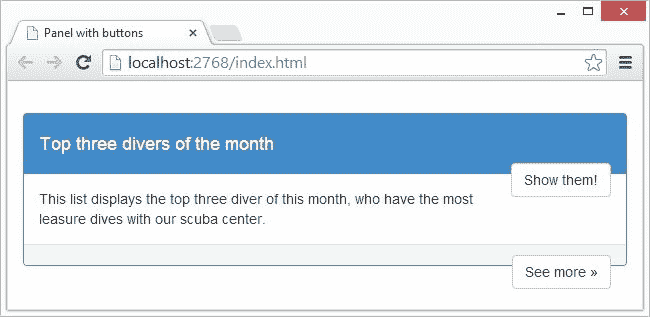 Panel with buttons
localhost:2768/index.html
Top three divers of the month
Show them!
This list displays the top three diver of this month, who have the most
leasure dives with our scuba center.
See more »